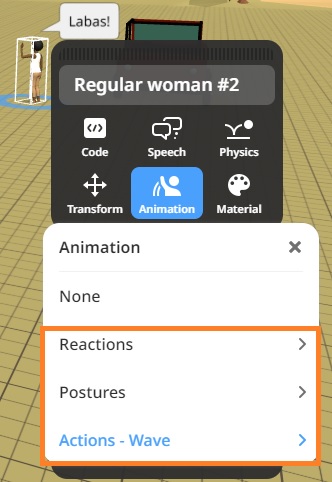 Labas!
Regular woman #2
Code Speech Physics
Transform Animation Material
Animation
None
Reactions
Postures
Actions - Wave